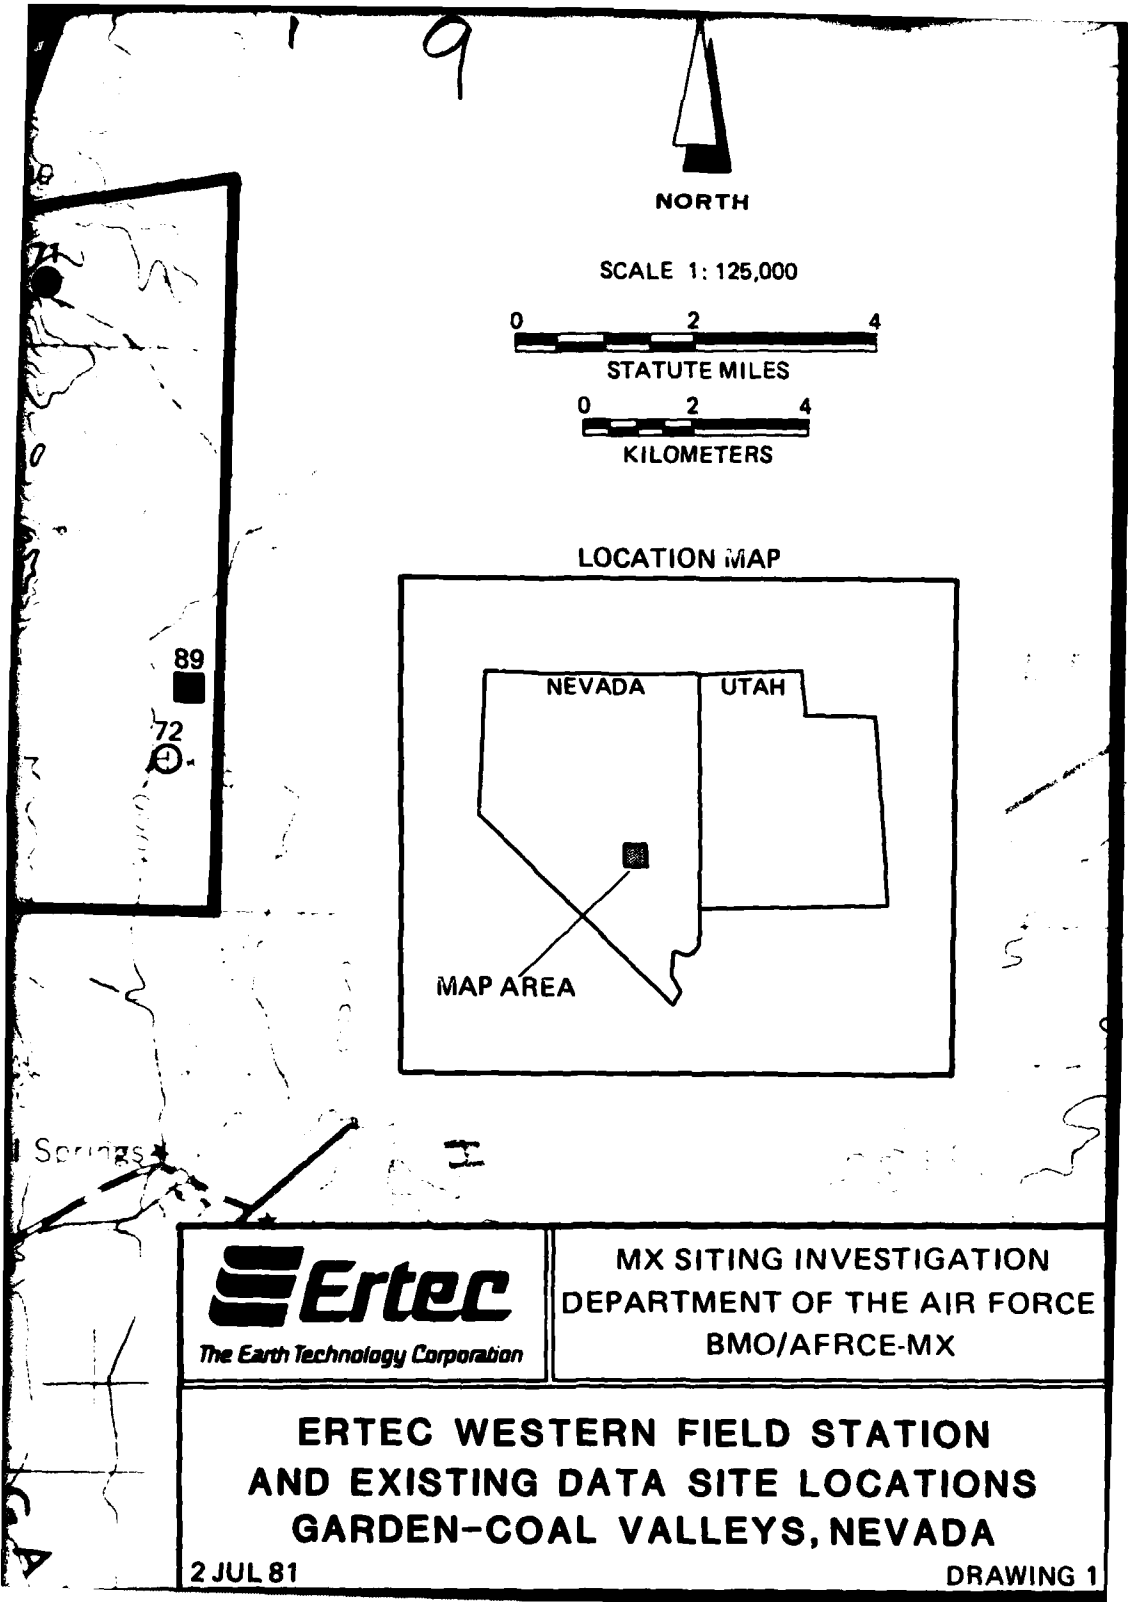 9
NORTH
SCALE 1:125,000
0 2 4
STATUTE MILES
0 2 4
KILOMETERS
71
LOCATION MAP
NEVADA UTAH
MAP AREA
89
72
Springs
Ertec
The Earth Technology Corporation
MX SITING INVESTIGATION
DEPARTMENT OF THE AIR FORCE
BMO/AFRCE-MX
ERTEC WESTERN FIELD STATION
AND EXISTING DATA SITE LOCATIONS
GARDEN-COAL VALLEYS, NEVADA
2 JUL 81
DRAWING 1